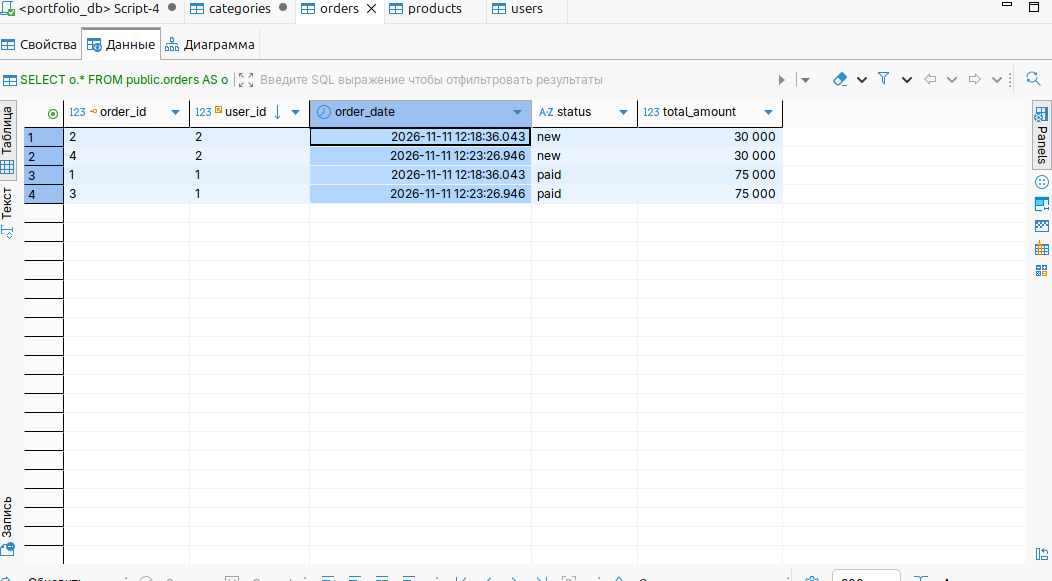 <portfolio_db> Script-4 categories orders products users
Свойства Данные Диаграмма
SELECT o.* FROM public.orders AS o Введите SQL выражение чтобы отфильтровать результаты
Таблица
Текст
Запись
123 order_id 123 user_id order_date A-Z status 123 total_amount
1 2 2 2026-11-11 12:18:36.043 new 30 000
2 4 2 2026-11-11 12:23:26.946 new 30 000
3 1 1 2026-11-11 12:18:36.043 paid 75 000
4 3 1 2026-11-11 12:23:26.946 paid 75 000
Panels